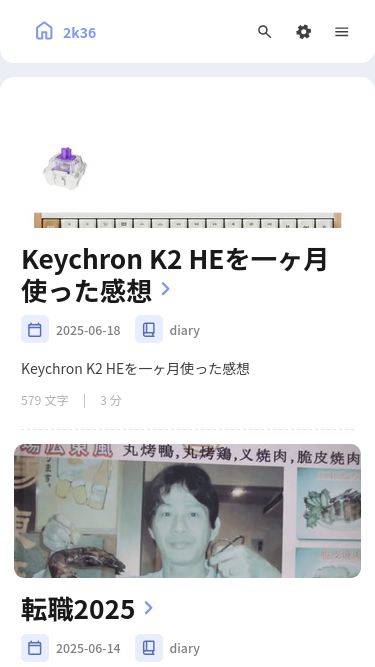 2k36
Keychron K2 HEを一ヶ月
使った感想
2025-06-18 diary
Keychron K2 HEを一ヶ月使った感想
579 文字 | 3 分
丸烤鴨,丸烤鶏,叉焼肉,脆皮焼肉
転職2025
2025-06-14 diary